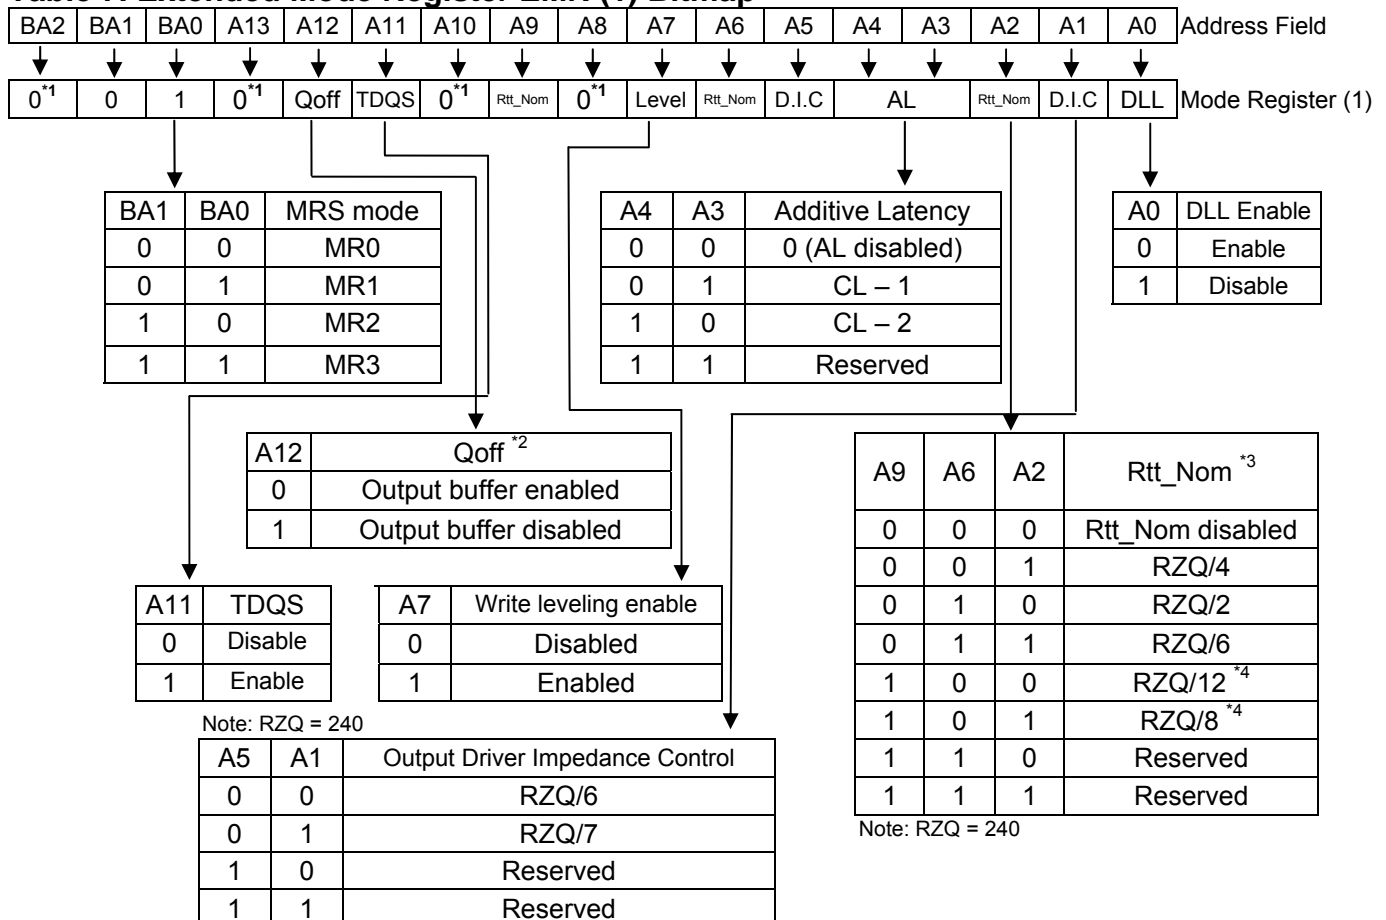 Table 7. Extended Mode Register EMR (1) Bitmap
BA2 BA1 BA0 A13 A12 A11 A10 A9 A8 A7 A6 A5 A4 A3 A2 A1 A0 Address Field
0*1 0 1 0*1 Qoff TDQS 0*1 Rtt_Nom 0*1 Level Rtt_Nom D.I.C AL Rtt_Nom D.I.C DLL Mode Register (1)
BA1 BA0 MRS mode
0 0 MR0
0 1 MR1
1 0 MR2
1 1 MR3
A4 A3 Additive Latency
0 0 0 (AL disabled)
0 1 CL – 1
1 0 CL – 2
1 1 Reserved
A0 DLL Enable
0 Enable
1 Disable
A12 Qoff *2
0 Output buffer enabled
1 Output buffer disabled
A9 A6 A2 Rtt_Nom *3
0 0 0 Rtt_Nom disabled
0 0 1 RZQ/4
0 1 0 RZQ/2
0 1 1 RZQ/6
1 0 0 RZQ/12 *4
1 0 1 RZQ/8 *4
1 1 0 Reserved
1 1 1 Reserved
Note: RZQ = 240
A11 TDQS
0 Disable
1 Enable
A7 Write leveling enable
0 Disabled
1 Enabled
Note: RZQ = 240
A5 A1 Output Driver Impedance Control
0 0 RZQ/6
0 1 RZQ/7
1 0 Reserved
1 1 Reserved